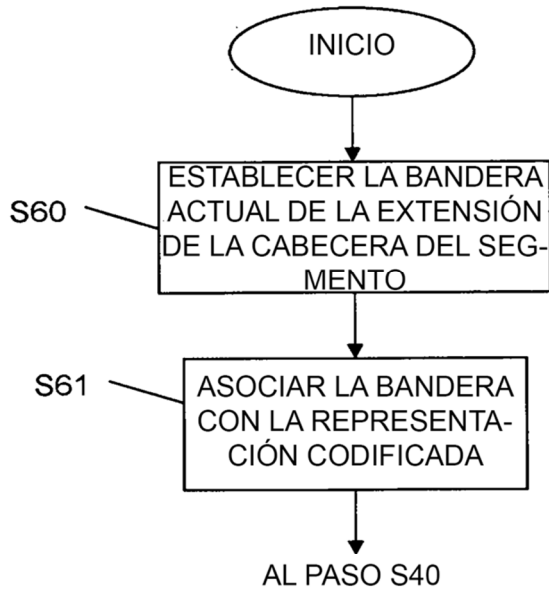 INICIO
S60
ESTABLECER LA BANDERA
ACTUAL DE LA EXTENSIÓN
DE LA CABECERA DEL SEG-
MENTO
S61
ASOCIAR LA BANDERA
CON LA REPRESENTA-
CIÓN CODIFICADA
AL PASO S40